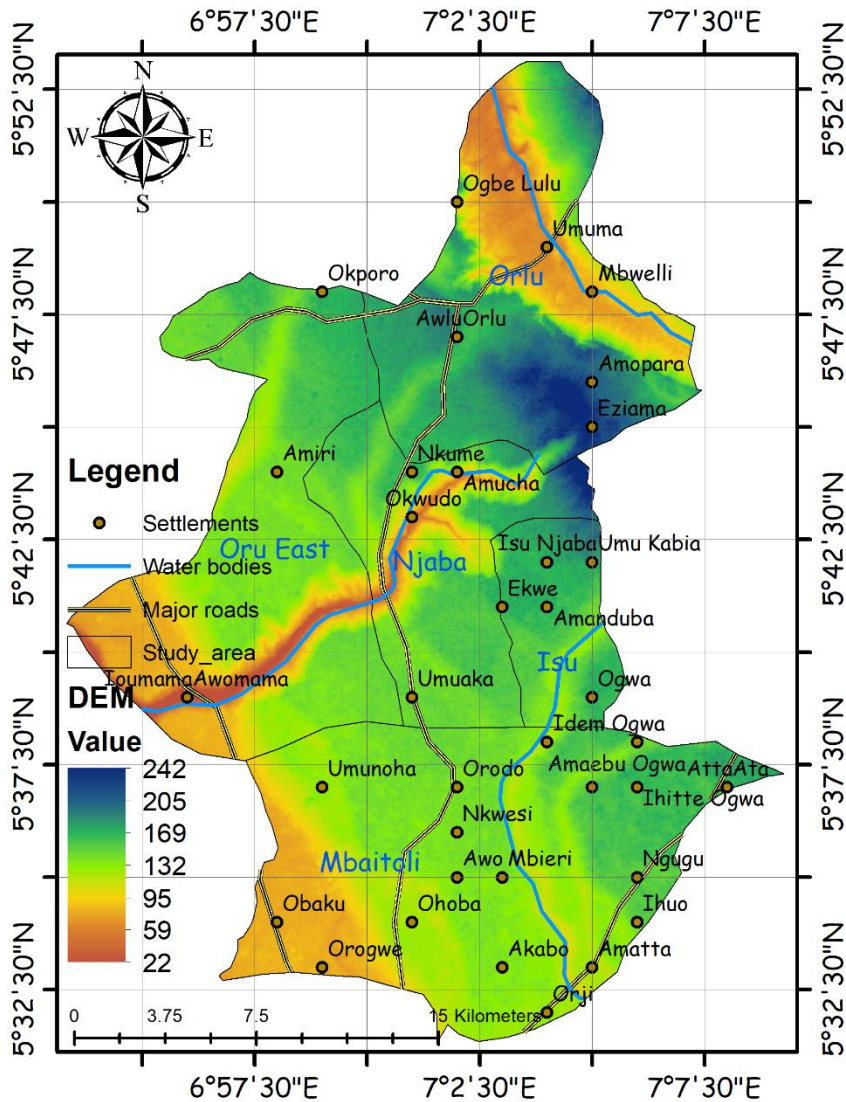 6°57'30"E 7°2'30"E 7°7'30"E
5°52'30"N 5°52'30"N
N
W E
S
Ogbe Lulu
Umuma
Okporo Orlu Mbwelli
5°47'30"N 5°47'30"N
Awlu Orlu
Amopara
Eziama
Amiri Nkume
Legend Amucha
Okwudo
Settlements
5°42'30"N 5°42'30"N
Oru East Isu Njaba Umu Kabia
Water bodies Njaba
Ekwe
Major roads Amanduba
Study_area Isu
Ioumana Awomama Umuaka Ogwa
DEM
Idem Ogwa
Value
5°37'30"N 5°37'30"N
242 Umunoha Orodo Amaebu Ogwa Atta Ata
Ihitte Ogwa
205
Nkwesi
169
132 Mbaitoli Awo Mbieri Ngugu
95
Obaku Ohoba Ihuo
59
22 Orogwe Akabo Amatta
5°32'30"N 5°32'30"N
Orji
0 3.75 7.5 15 Kilometers
6°57'30"E 7°2'30"E 7°7'30"E